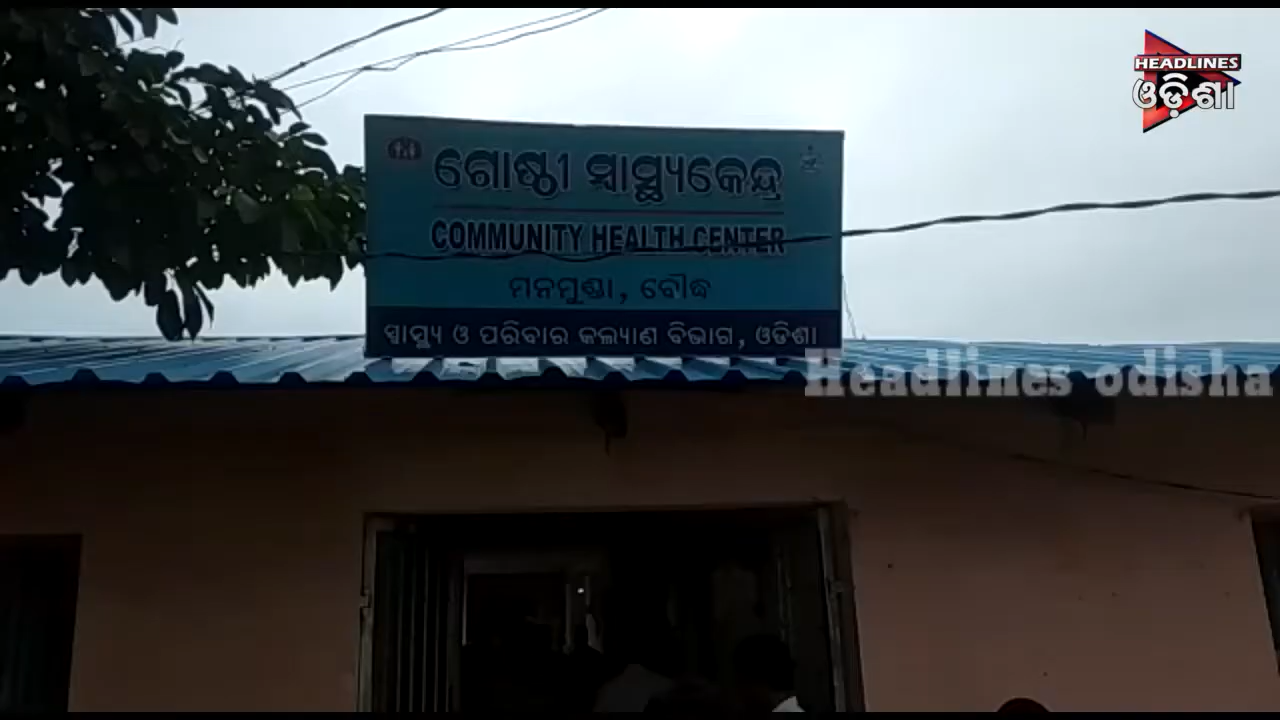 HEADLINES
ଓଡ଼ିଶା
ଗୋଷ୍ଠୀ ସ୍ୱାସ୍ଥ୍ୟକେନ୍ଦ୍ର
COMMUNITY HEALTH CENTER
ମନମୁଣ୍ଡା, ବୌଦ୍ଧ
ସ୍ୱାସ୍ଥ୍ୟ ଓ ପରିବାର କଲ୍ୟାଣ ବିଭାଗ, ଓଡିଶା
Headlines odisha